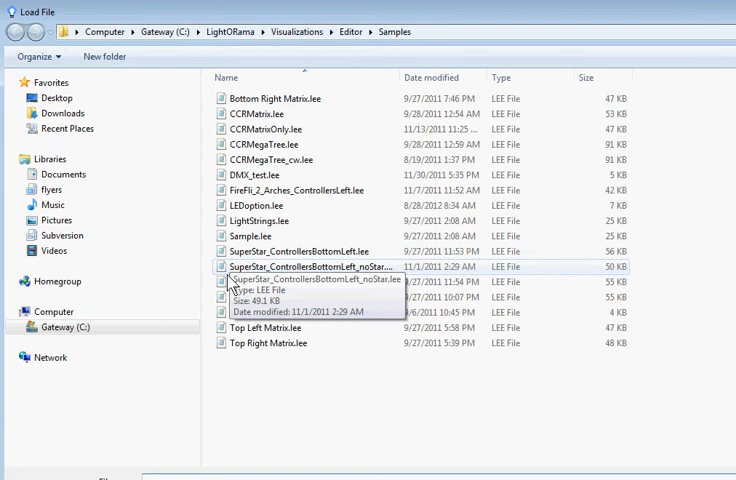 Load File
Computer ▸ Gateway (C:) ▸ LightORama ▸ Visualizations ▸ Editor ▸ Samples
Organize New folder
Name Date modified Type Size
Favorites
Desktop
Downloads
Recent Places
Libraries
Documents
flyers
Music
Pictures
Subversion
Videos
Homegroup
Computer
Gateway (C:)
Network
Bottom Right Matrix.lee 9/27/2011 7:46 PM LEE File 47 KB
CCRMatrix.lee 9/28/2011 12:54 AM LEE File 53 KB
CCRMatrixOnly.lee 11/13/2011 11:25 ... LEE File 46 KB
CCRMegaTree.lee 9/28/2011 12:59 AM LEE File 91 KB
CCRMegaTree_cw.lee 8/19/2011 1:37 PM LEE File 91 KB
DMX_test.lee 11/30/2011 5:35 PM LEE File 5 KB
FireFli_2_Arches_ControllersLeft.lee 11/7/2011 11:52 AM LEE File 42 KB
LEDoption.lee 8/28/2012 8:34 AM LEE File 7 KB
LightStrings.lee 9/27/2011 2:08 AM LEE File 9 KB
Sample.lee 9/27/2011 2:08 AM LEE File 6 KB
SuperStar_ControllersBottomLeft.lee 9/27/2011 11:53 PM LEE File 56 KB
SuperStar_ControllersBottomLeft_noStar.... 11/1/2011 2:29 AM LEE File 50 KB
SuperStar_ControllersBottomLeft_noStar.lee
Type: LEE File
Size: 49.1 KB
Date modified: 11/1/2011 2:29 AM
9/27/2011 11:54 PM LEE File 55 KB
9/27/2011 10:07 PM LEE File 55 KB
9/6/2011 10:45 PM LEE File 4 KB
Top Left Matrix.lee 9/27/2011 5:58 PM LEE File 47 KB
Top Right Matrix.lee 9/27/2011 5:39 PM LEE File 48 KB